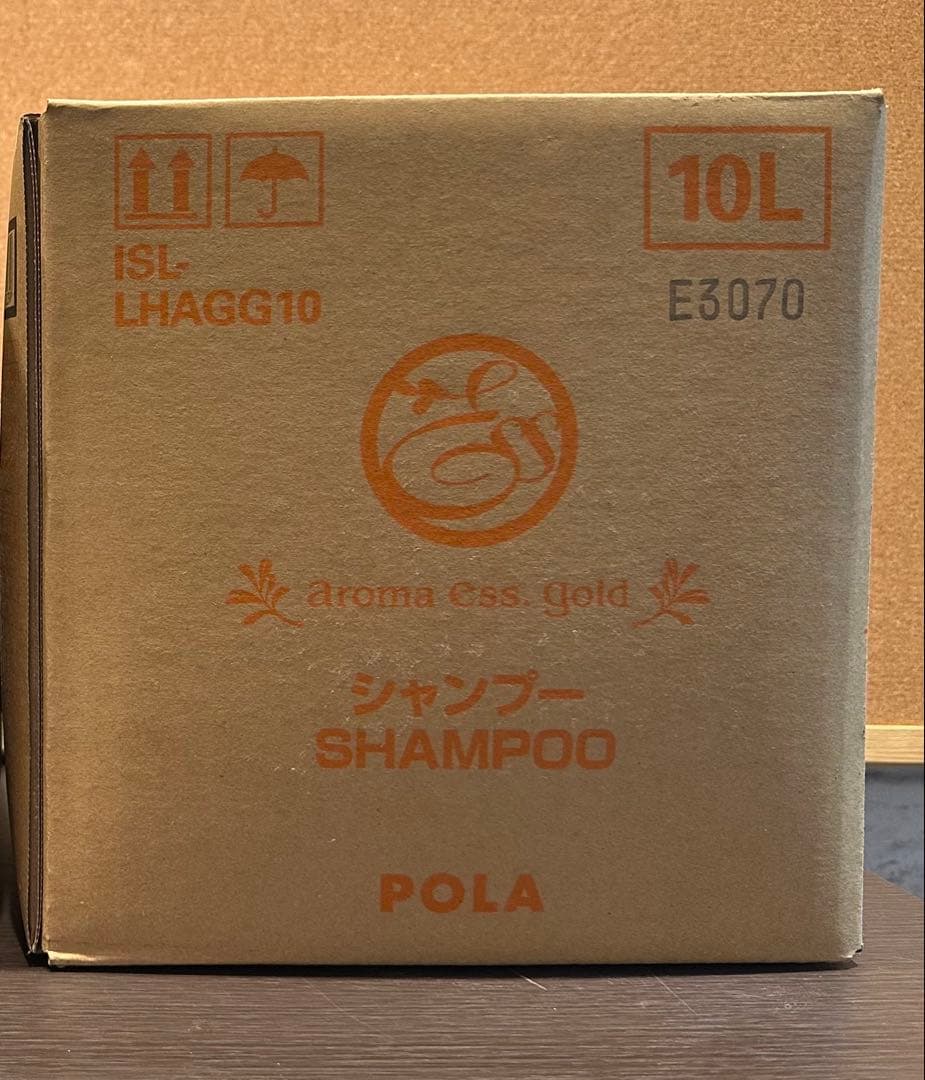 10L
ISL-
LHAGG10
E3070
aroma ess. gold
シャンプー
SHAMPOO
POLA